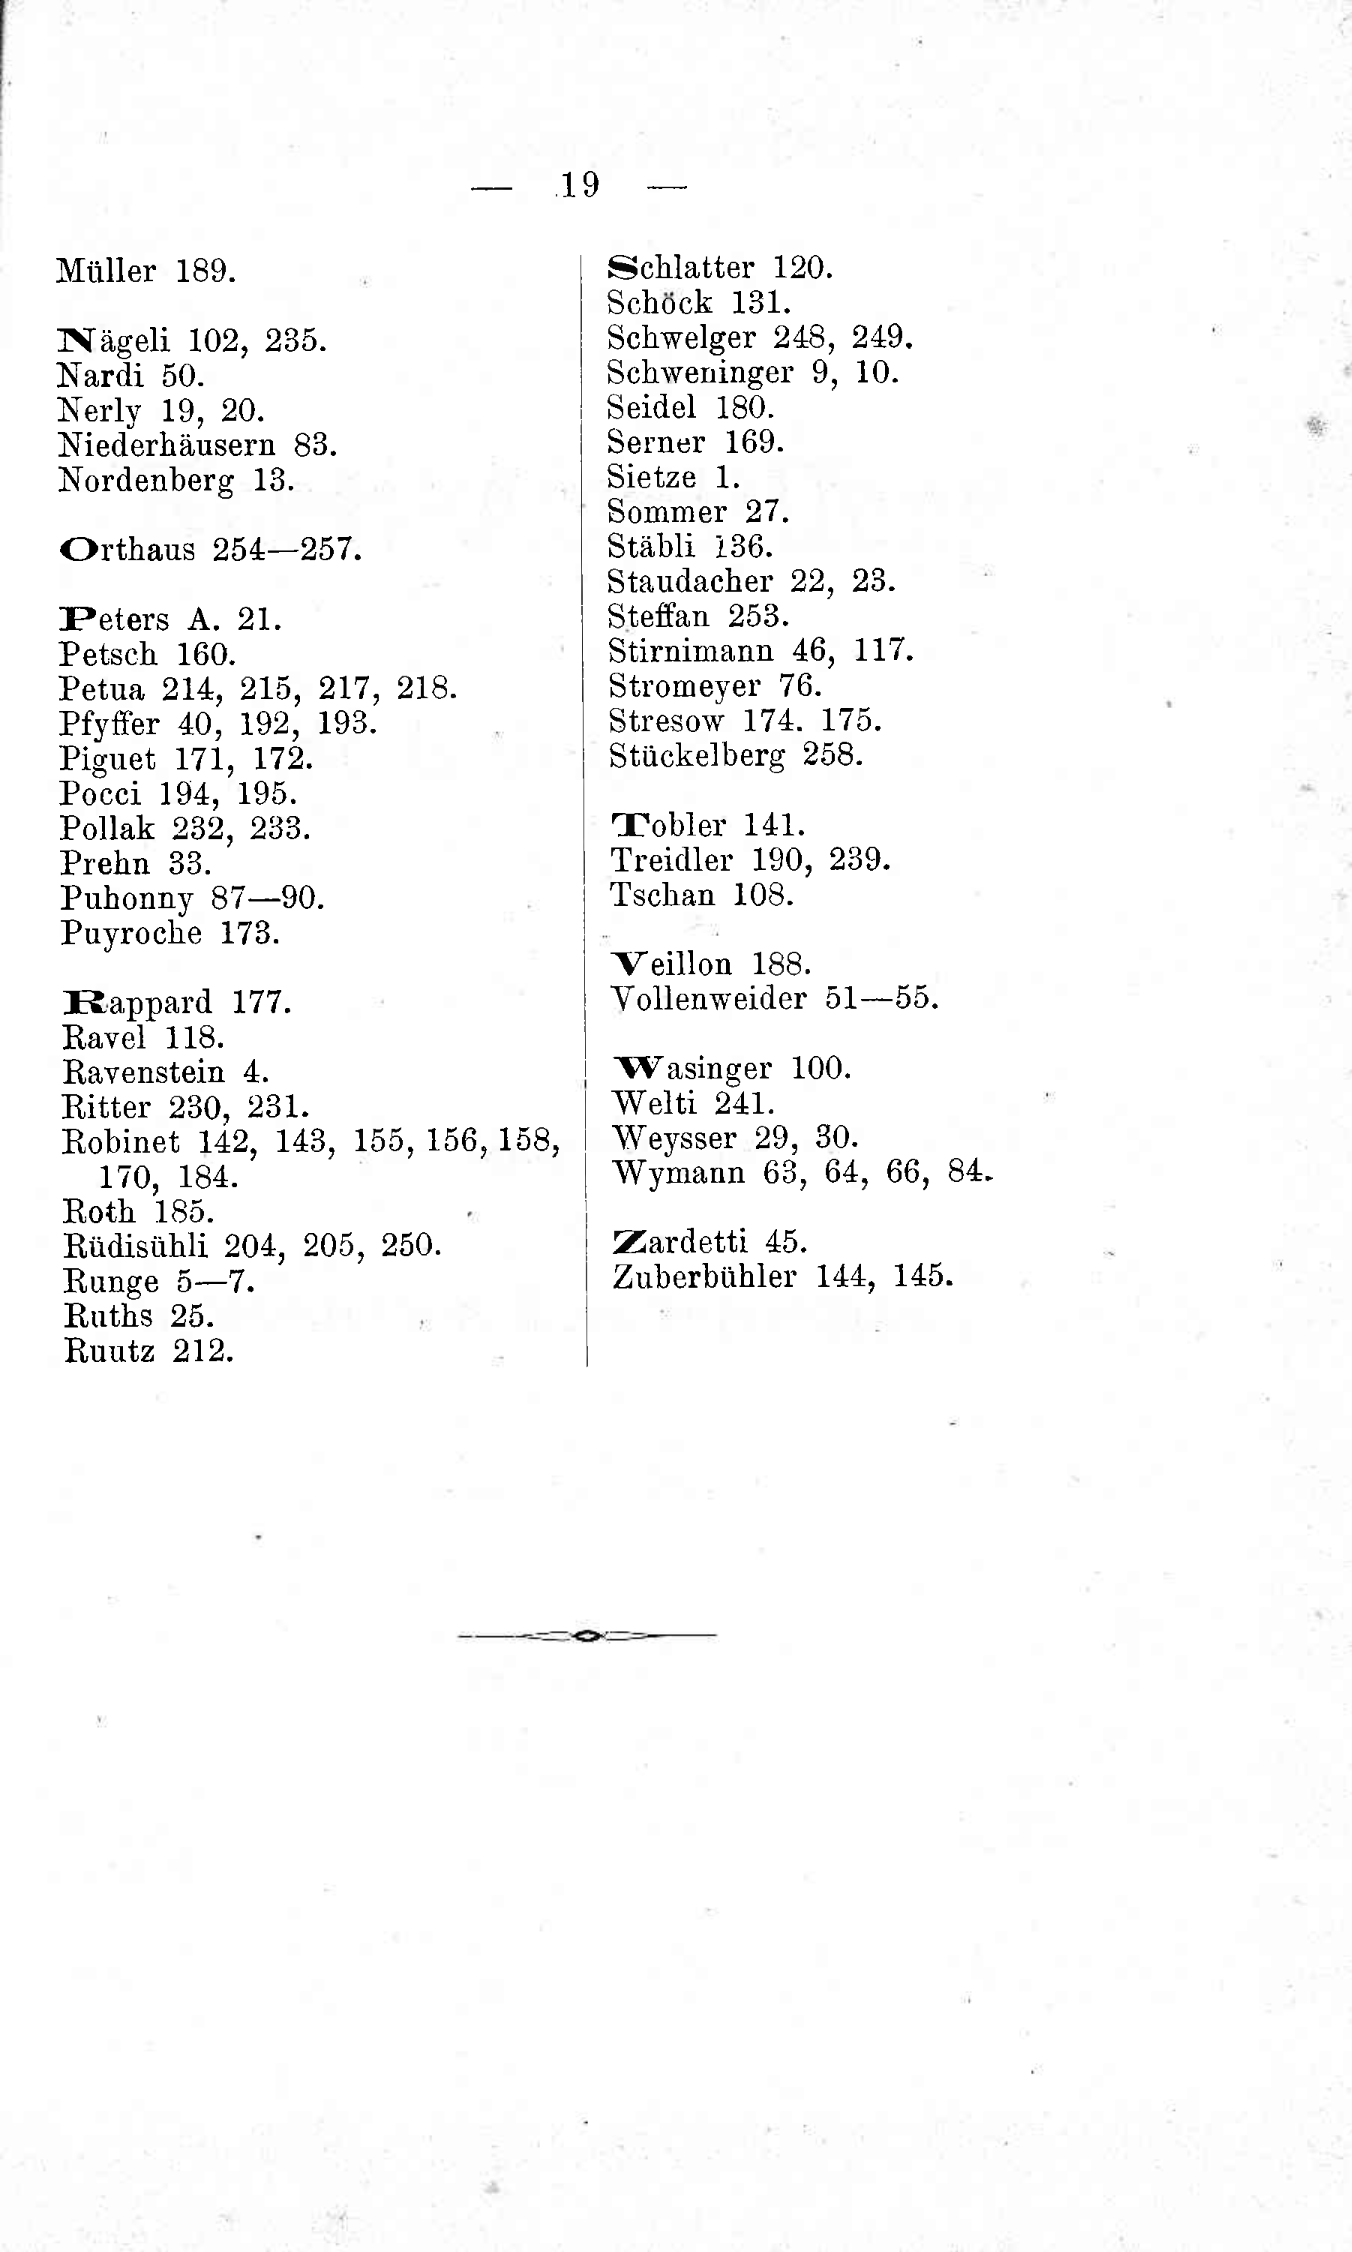 — 19 —
Müller 189.
Nägeli 102, 235.
Nardi 50.
Nerly 19, 20.
Niederhäusern 83.
Nordenberg 13.
Orthaus 254—257.
Peters A. 21.
Petsch 160.
Petua 214, 215, 217, 218.
Pfyffer 40, 192, 193.
Piguet 171, 172.
Pocci 194, 195.
Pollak 232, 233.
Prehn 33.
Puhonny 87—90.
Puyroche 173.
Rappard 177.
Ravel 118.
Ravenstein 4.
Ritter 230, 231.
Robinet 142, 143, 155, 156, 158,
170, 184.
Roth 185.
Rüdisühli 204, 205, 250.
Runge 5—7.
Ruths 25.
Ruutz 212.
Schlatter 120.
Schöck 131.
Schwelger 248, 249.
Schweninger 9, 10.
Seidel 180.
Serner 169.
Sietze 1.
Sommer 27.
Stäbli 136.
Staudacher 22, 23.
Steffan 253.
Stirnimann 46, 117.
Stromeyer 76.
Stresow 174. 175.
Stückelberg 258.
Tobler 141.
Treidler 190, 239.
Tschan 108.
Veillon 188.
Vollenweider 51—55.
Wasinger 100.
Welti 241.
Weysser 29, 30.
Wymann 63, 64, 66, 84.
Zardetti 45.
Zuberbühler 144, 145.